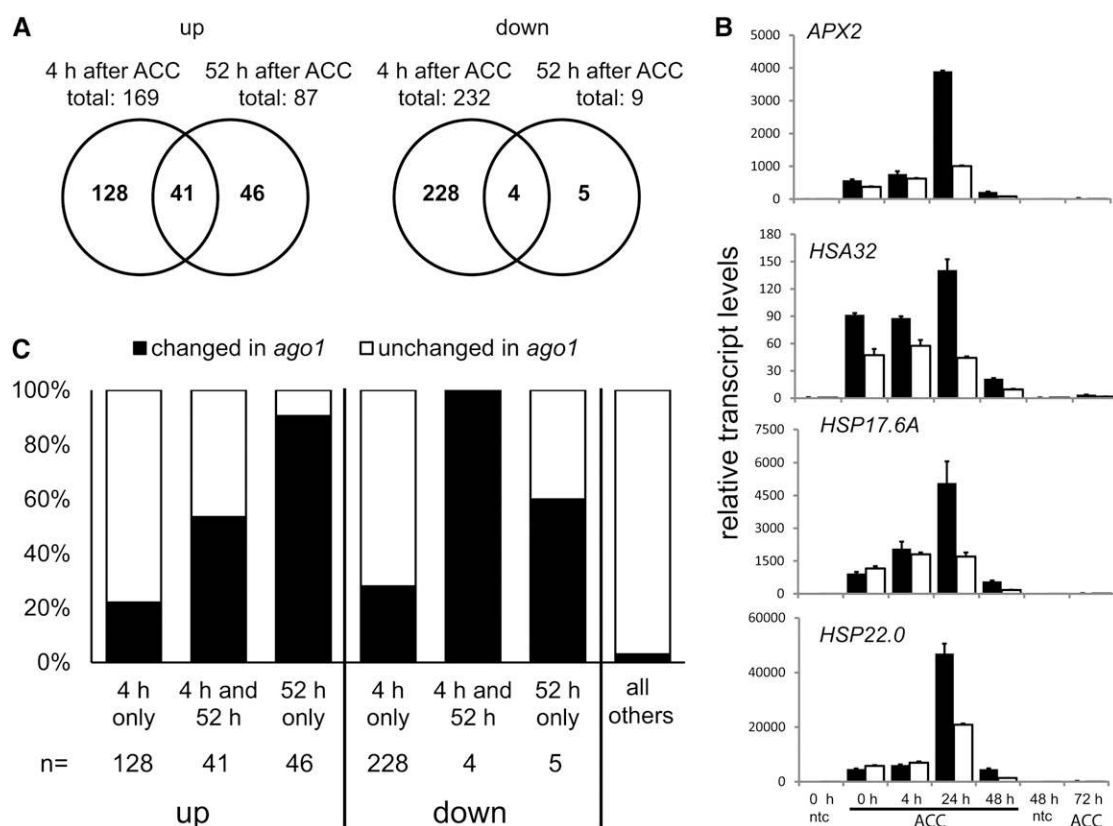 A
up
down
4 h after ACC 52 h after ACC
total: 169 total: 87
4 h after ACC 52 h after ACC
total: 232 total: 9
128 41 46
228 4 5
B
APX2
5000
4000
3000
2000
1000
0
HSA32
180
150
120
90
60
30
0
HSP17.6A
7500
6000
4500
3000
1500
0
HSP22.0
60000
40000
20000
0
relative transcript levels
0 h 0 h 4 h 24 h 48 h 48 h 72 h
ntc ACC ntc ACC
C
changed in ago1 unchanged in ago1
100%
80%
60%
40%
20%
0%
4 h only 4 h and 52 h 52 h only 4 h only 4 h and 52 h 52 h only all others
n= 128 41 46 228 4 5
up down